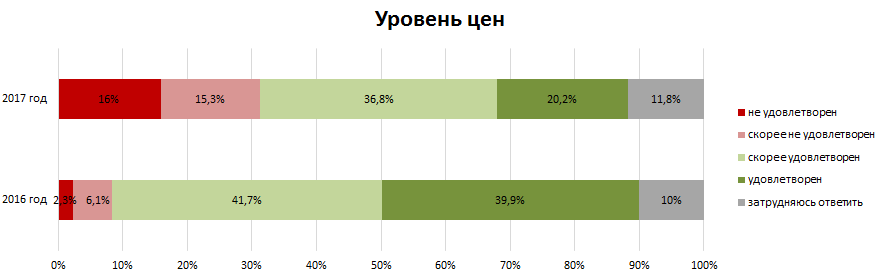 Уровень цен
2017 год
16%
15,3%
36,8%
20,2%
11,8%
2016 год
2,3%
6,1%
41,7%
39,9%
10%
0%
10%
20%
30%
40%
50%
60%
70%
80%
90%
100%
не удовлетворен
скорее не удовлетворен
скорее удовлетворен
удовлетворен
затрудняюсь ответить